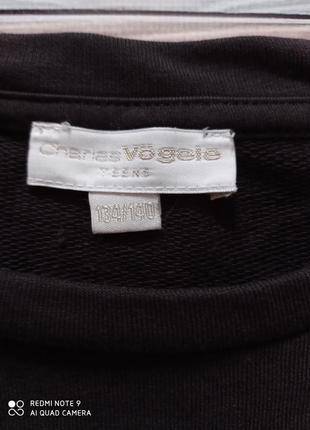 Charles Vögele
TEENS
134/140
REDMI NOTE 9
AI QUAD CAMERA